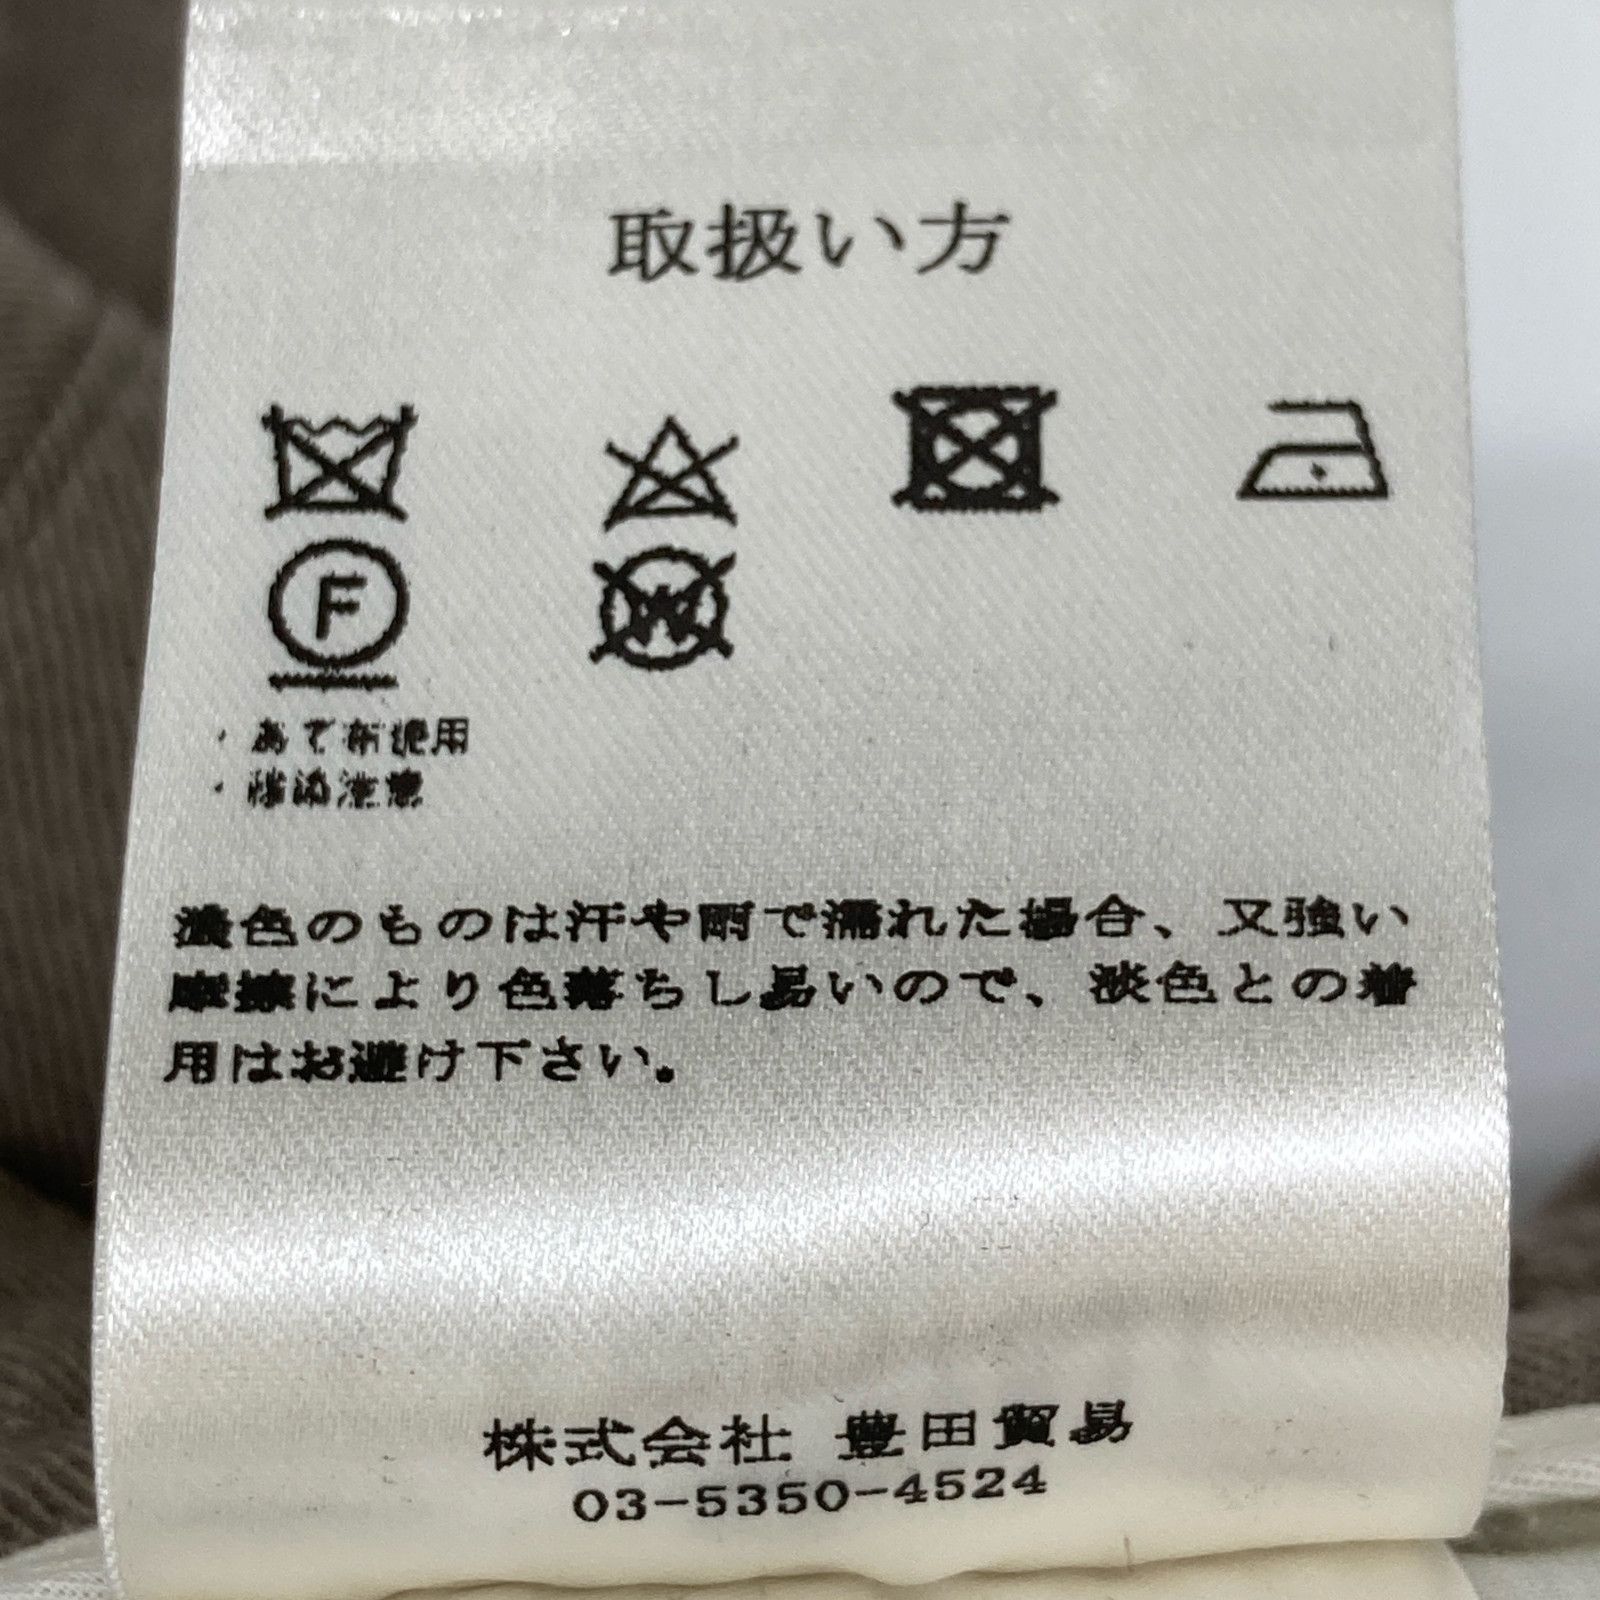 取扱い方
F
W
・あて布使用
・移染注意
濃色のものは汗や雨で濡れた場合、又強い
摩擦により色落ちし易いので、淡色との着
用はお避け下さい。
株式会社 豊田貿易
03-5350-4524